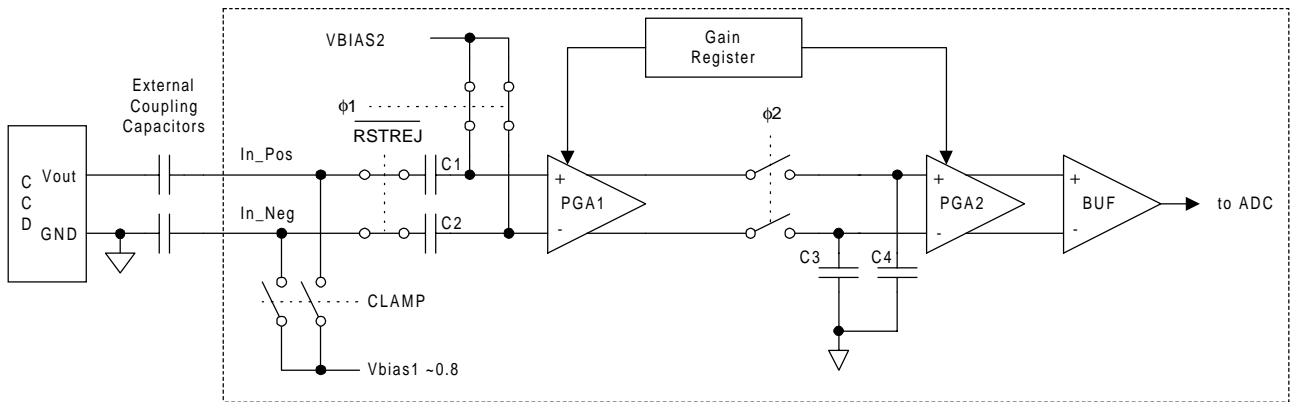 VBIAS2
Gain
Register
External
Coupling
Capacitors
ϕ1
RSTREJ
ϕ2
CCD
Vout
In_Pos
C1
+
-
PGA1
+
-
PGA2
+
-
BUF
to ADC
GND
In_Neg
C2
C3
C4
CLAMP
Vbias1 ~0.8